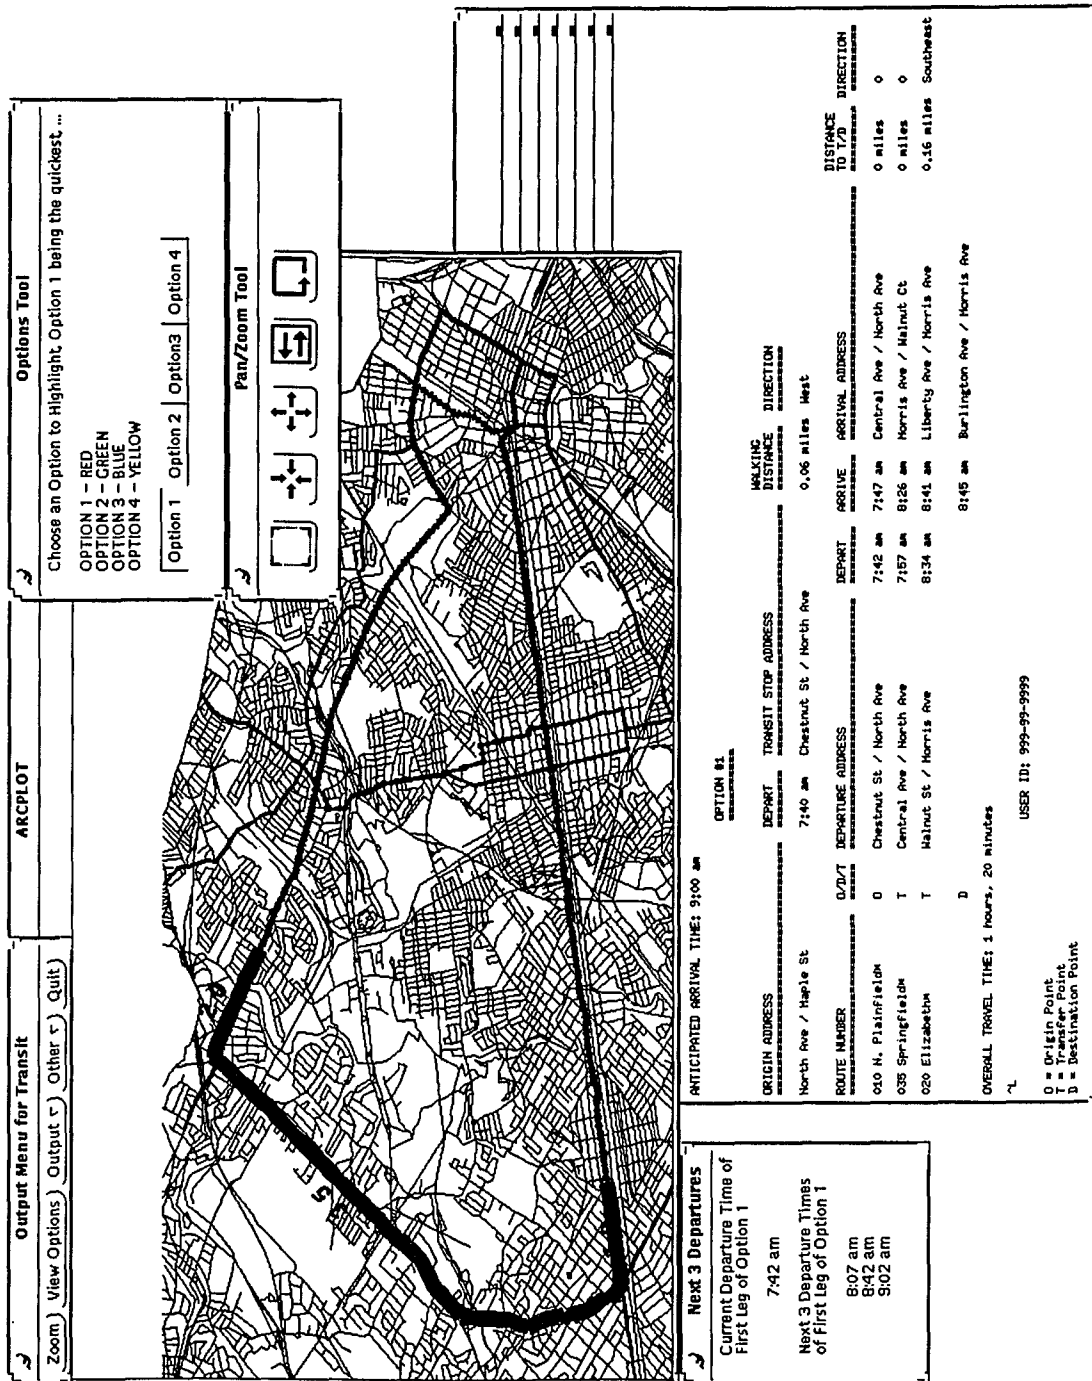 Output Menu for Transit
Zoom View Options Output Other Quit
ARCPLOT
Options Tool
Choose an Option to Highlight, Option 1 being the quickest ...
OPTION 1 - RED
OPTION 2 - GREEN
OPTION 3 - BLUE
OPTION 4 - YELLOW
Option 1 Option 2 Option3 Option 4
Pan/Zoom Tool
35
Next 3 Departures
Current Departure Time of
First Leg of Option 1
7:42 am
Next 3 Departure Times
of First Leg of Option 1
8:07 am
8:42 am
9:02 am
ANTICIPATED ARRIVAL TIME: 9:00 am
OPTION #1
=========
WALKING
ORIGIN ADDRESS DEPART TRANSIT STOP ADDRESS DISTANCE DIRECTION
North Ave / Maple St 7:40 am Chestnut St / North Ave 0.06 miles West
DISTANCE
ROUTE NUMBER O/D/T DEPARTURE ADDRESS DEPART ARRIVE ARRIVAL ADDRESS TO T/D DIRECTION
010 N. Plainfield* O Chestnut St / North Ave 7:42 am 7:47 am Central Ave / North Ave 0 miles 0
035 Springfield* T Central Ave / North Ave 7:57 am 8:26 am Morris Ave / Walnut Ct 0 miles 0
020 Elizabeth* T Walnut St / Morris Ave 8:34 am 8:41 am Liberty Ave / Morris Ave 0.16 miles Southeast
D 8:45 am Burlington Ave / Morris Ave
OVERALL TRAVEL TIME: 1 hours, 20 minutes
^L
USER ID: 999-99-9999
O = Origin Point
T = Transfer Point
D = Destination Point